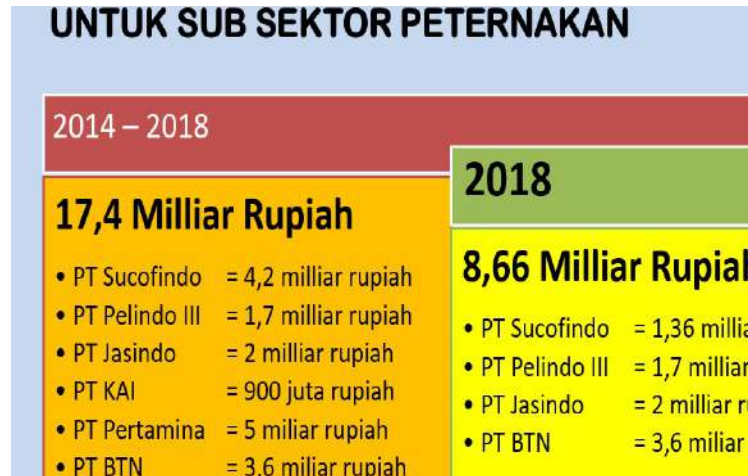 UNTUK SUB SEKTOR PETERNAKAN
2014 – 2018
17,4 Milliar Rupiah
• PT Sucofindo = 4,2 milliar rupiah
• PT Pelindo III = 1,7 milliar rupiah
• PT Jasindo = 2 milliar rupiah
• PT KAI = 900 juta rupiah
• PT Pertamina = 5 miliar rupiah
• PT BTN = 3,6 miliar rupiah
2018
8,66 Milliar Rupiah
• PT Sucofindo = 1,36 millia
• PT Pelindo III = 1,7 milliar
• PT Jasindo = 2 milliar r
• PT BTN = 3,6 miliar